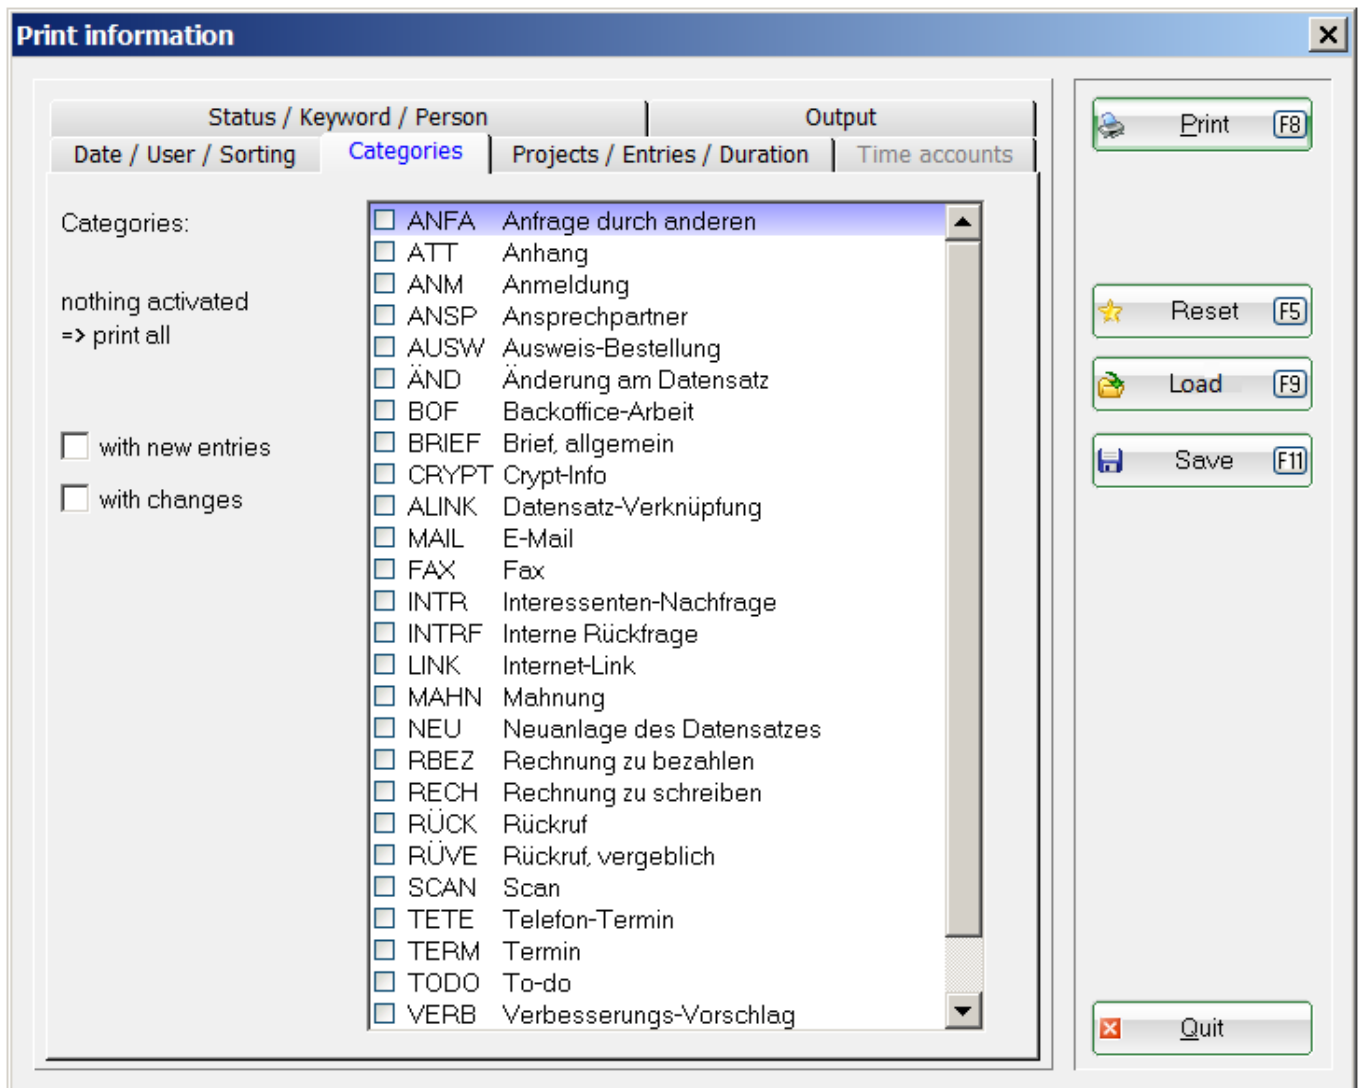 Print information
Status / Keyword / Person Output
Date / User / Sorting Categories Projects / Entries / Duration Time accounts
Categories:
nothing activated
=> print all
with new entries
with changes
ANFA Anfrage durch anderen
ATT Anhang
ANM Anmeldung
ANSP Ansprechpartner
AUSW Ausweis-Bestellung
ÄND Änderung am Datensatz
BOF Backoffice-Arbeit
BRIEF Brief, allgemein
CRYPT Crypt-Info
ALINK Datensatz-Verknüpfung
MAIL E-Mail
FAX Fax
INTR Interessenten-Nachfrage
INTRF Interne Rückfrage
LINK Internet-Link
MAHN Mahnung
NEU Neuanlage des Datensatzes
RBEZ Rechnung zu bezahlen
RECH Rechnung zu schreiben
RÜCK Rückruf
RÜVE Rückruf, vergeblich
SCAN Scan
TETE Telefon-Termin
TERM Termin
TODO To-do
VERB Verbesserungs-Vorschlag
Print F8
Reset F5
Load F9
Save F11
Quit